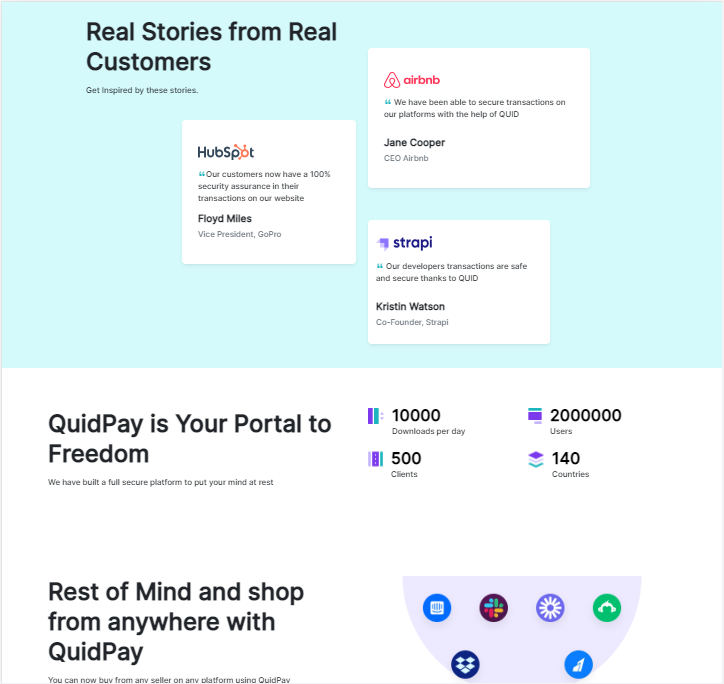 Real Stories from Real
Customers
Get Inspired by these stories.
airbnb
❝ We have been able to secure transactions on
our platforms with the help of QUID
Jane Cooper
CEO Airbnb
HubSpot
❝Our customers now have a 100%
security assurance in their
transactions on our website
Floyd Miles
Vice President, GoPro
strapi
❝ Our developers transactions are safe
and secure thanks to QUID
Kristin Watson
Co-Founder, Strapi
QuidPay is Your Portal to
Freedom
We have built a full secure platform to put your mind at rest
10000
Downloads per day
2000000
Users
500
Clients
140
Countries
Rest of Mind and shop
from anywhere with
QuidPay
You can now buy from any seller on any platform using QuidPay